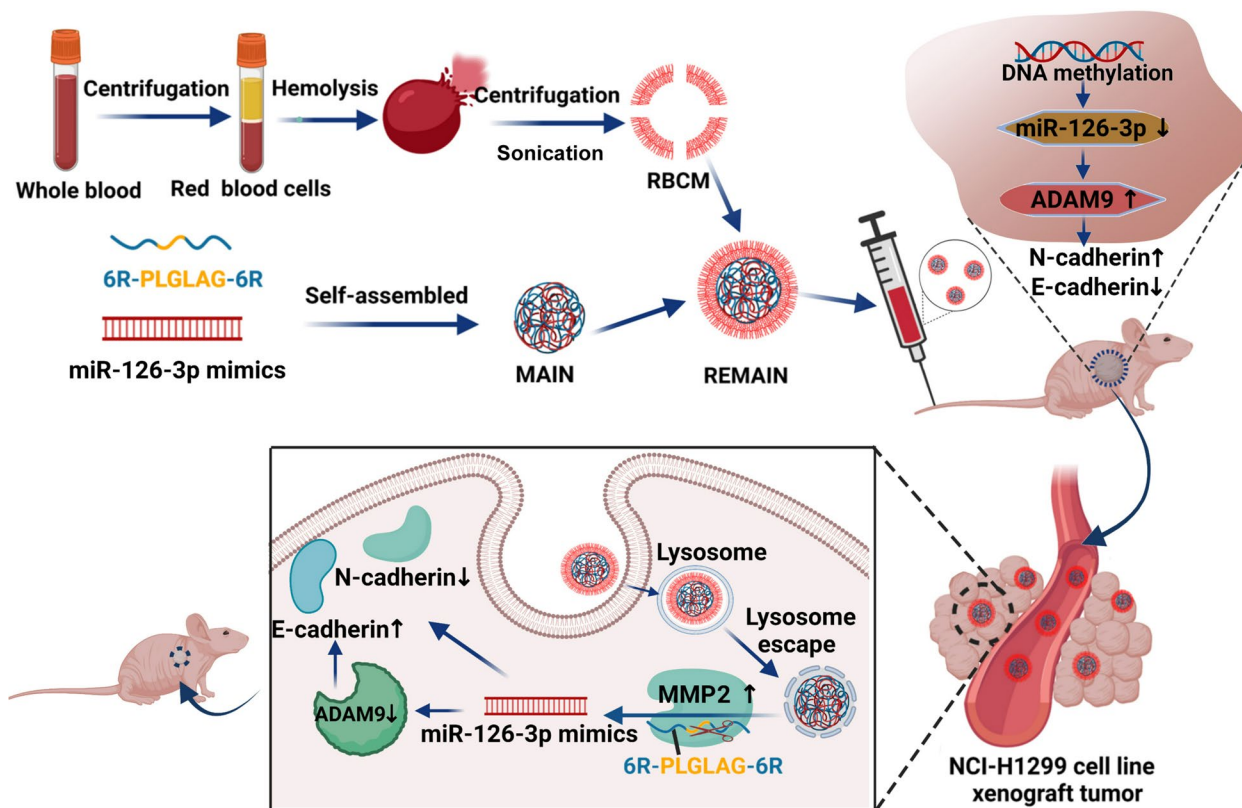 Centrifugation
Hemolysis
Centrifugation
Sonication
Whole blood
Red blood cells
RBCM
6R-PLGLAG-6R
miR-126-3p mimics
Self-assembled
MAIN
REMAIN
DNA methylation
miR-126-3p ↓
ADAM9 ↑
N-cadherin↑
E-cadherin↓
N-cadherin↓
E-cadherin↑
ADAM9↓
miR-126-3p mimics
Lysosome
Lysosome
escape
MMP2 ↑
6R-PLGLAG-6R
NCI-H1299 cell line
xenograft tumor